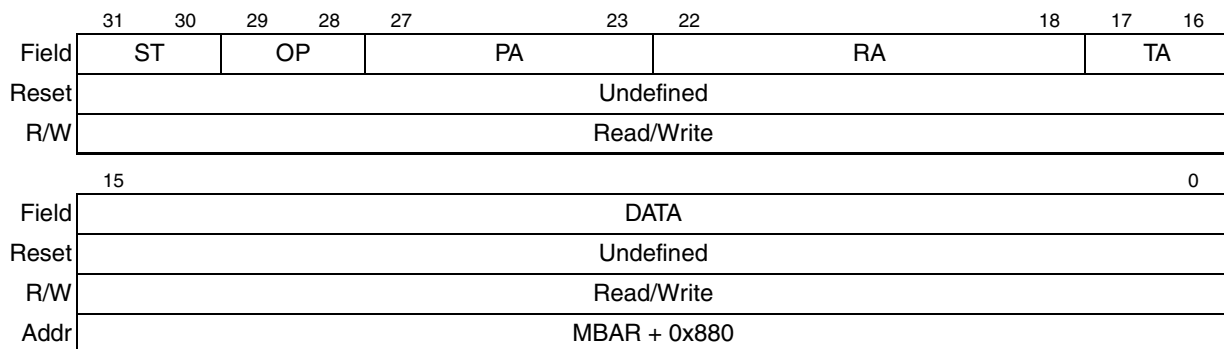 31 30 29 28 27 23 22 18 17 16
Field ST OP PA RA TA
Reset Undefined
R/W Read/Write
15 0
Field DATA
Reset Undefined
R/W Read/Write
Addr MBAR + 0x880